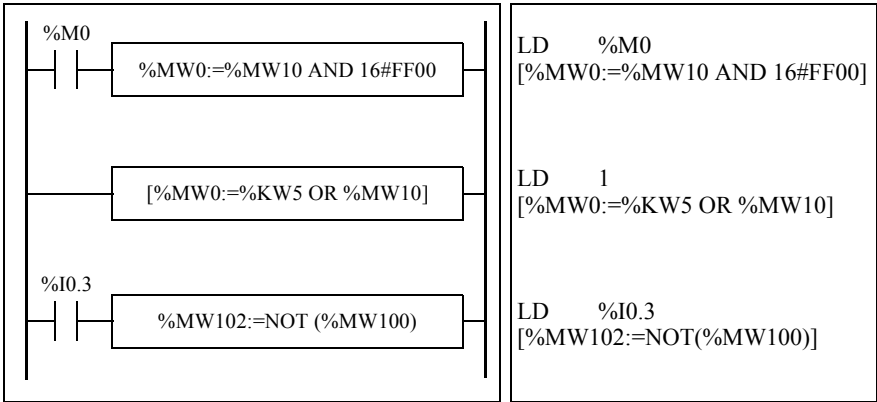 %M0
%MW0:=%MW10 AND 16#FF00
[%MW0:=%KW5 OR %MW10]
%I0.3
%MW102:=NOT (%MW100)
LD %M0
[%MW0:=%MW10 AND 16#FF00]
LD 1
[%MW0:=%KW5 OR %MW10]
LD %I0.3
[%MW102:=NOT(%MW100)]